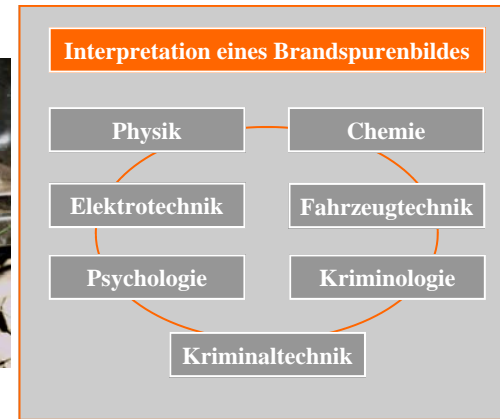 Interpretation eines Brandspurenbildes
Physik
Chemie
Elektrotechnik
Fahrzeugtechnik
Psychologie
Kriminologie
Kriminaltechnik